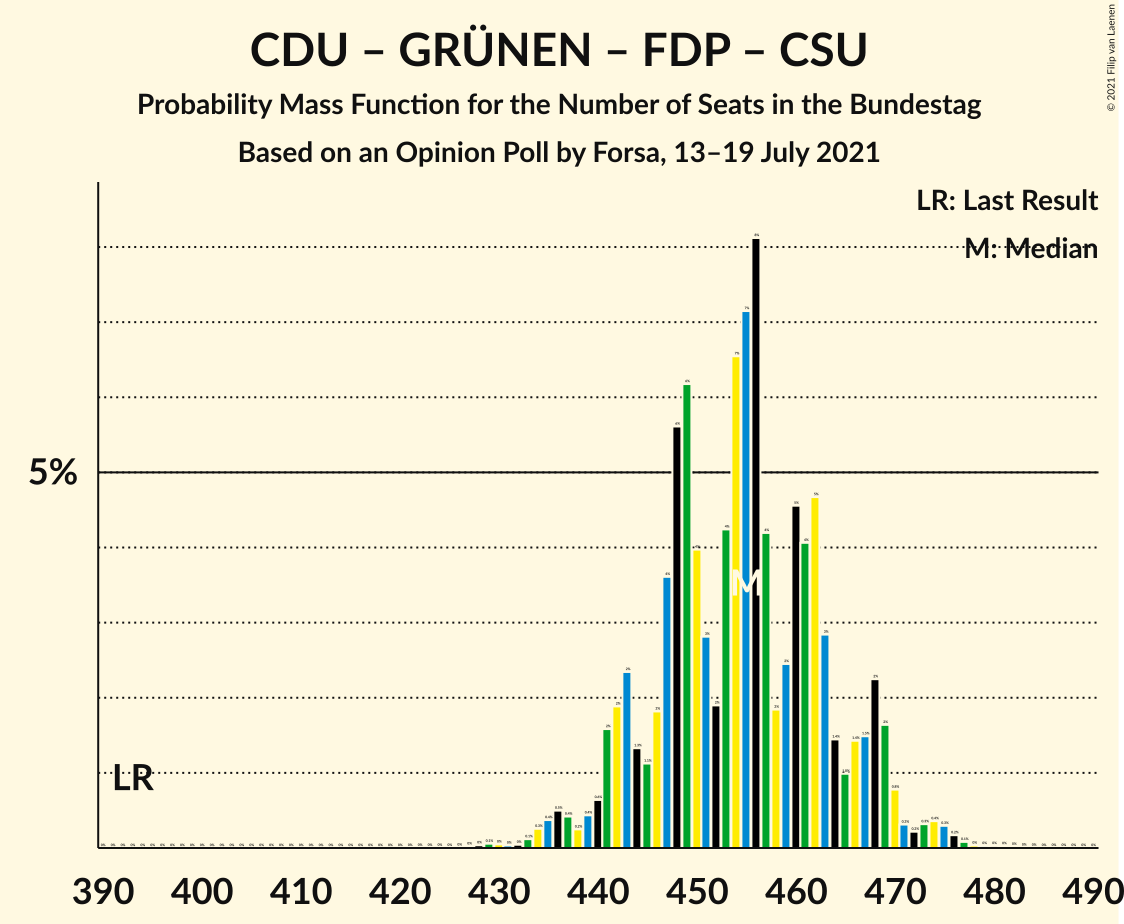 CDU – GRÜNEN – FDP – CSU
Probability Mass Function for the Number of Seats in the Bundestag
Based on an Opinion Poll by Forsa, 13–19 July 2021
© 2021 Filip van Laenen
LR: Last Result
M: Median
5%
M
LR
390 400 410 420 430 440 450 460 470 480 490